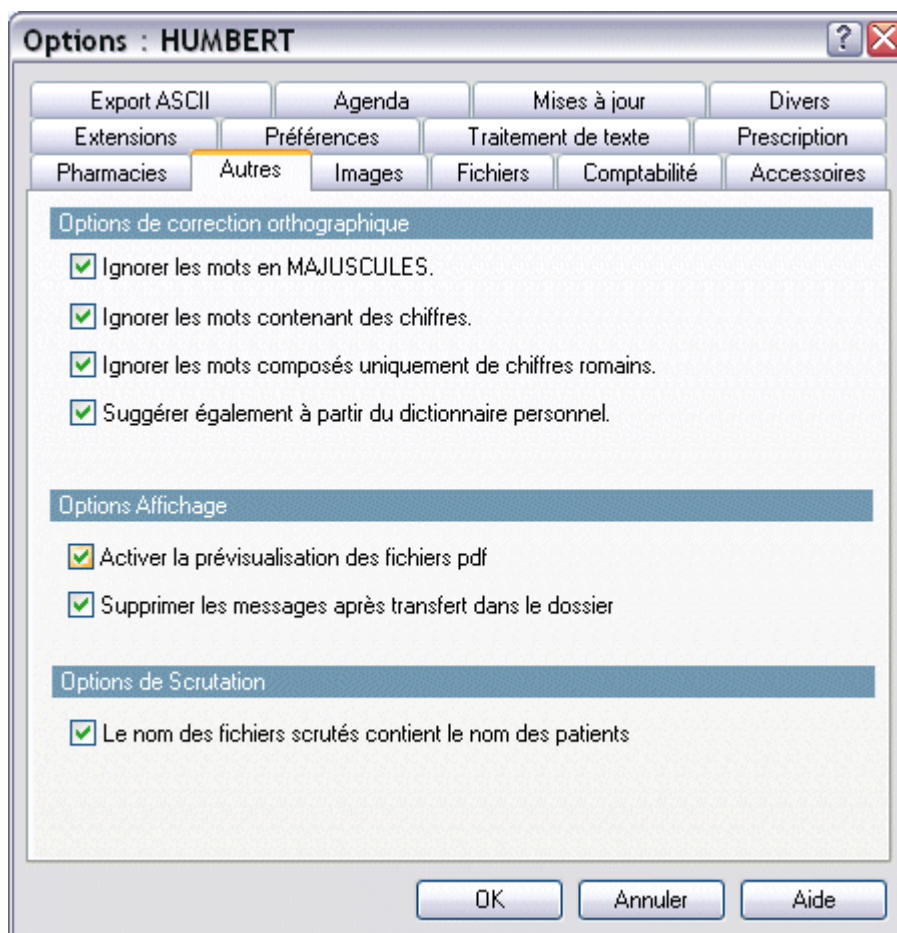 Options : HUMBERT
Export ASCII Agenda Mises à jour Divers
Extensions Préférences Traitement de texte Prescription
Pharmacies Autres Images Fichiers Comptabilité Accessoires
Options de correction orthographique
Ignorer les mots en MAJUSCULES.
Ignorer les mots contenant des chiffres.
Ignorer les mots composés uniquement de chiffres romains.
Suggérer également à partir du dictionnaire personnel.
Options Affichage
Activer la prévisualisation des fichiers pdf
Supprimer les messages après transfert dans le dossier
Options de Scrutation
Le nom des fichiers scrutés contient le nom des patients
OK Annuler Aide